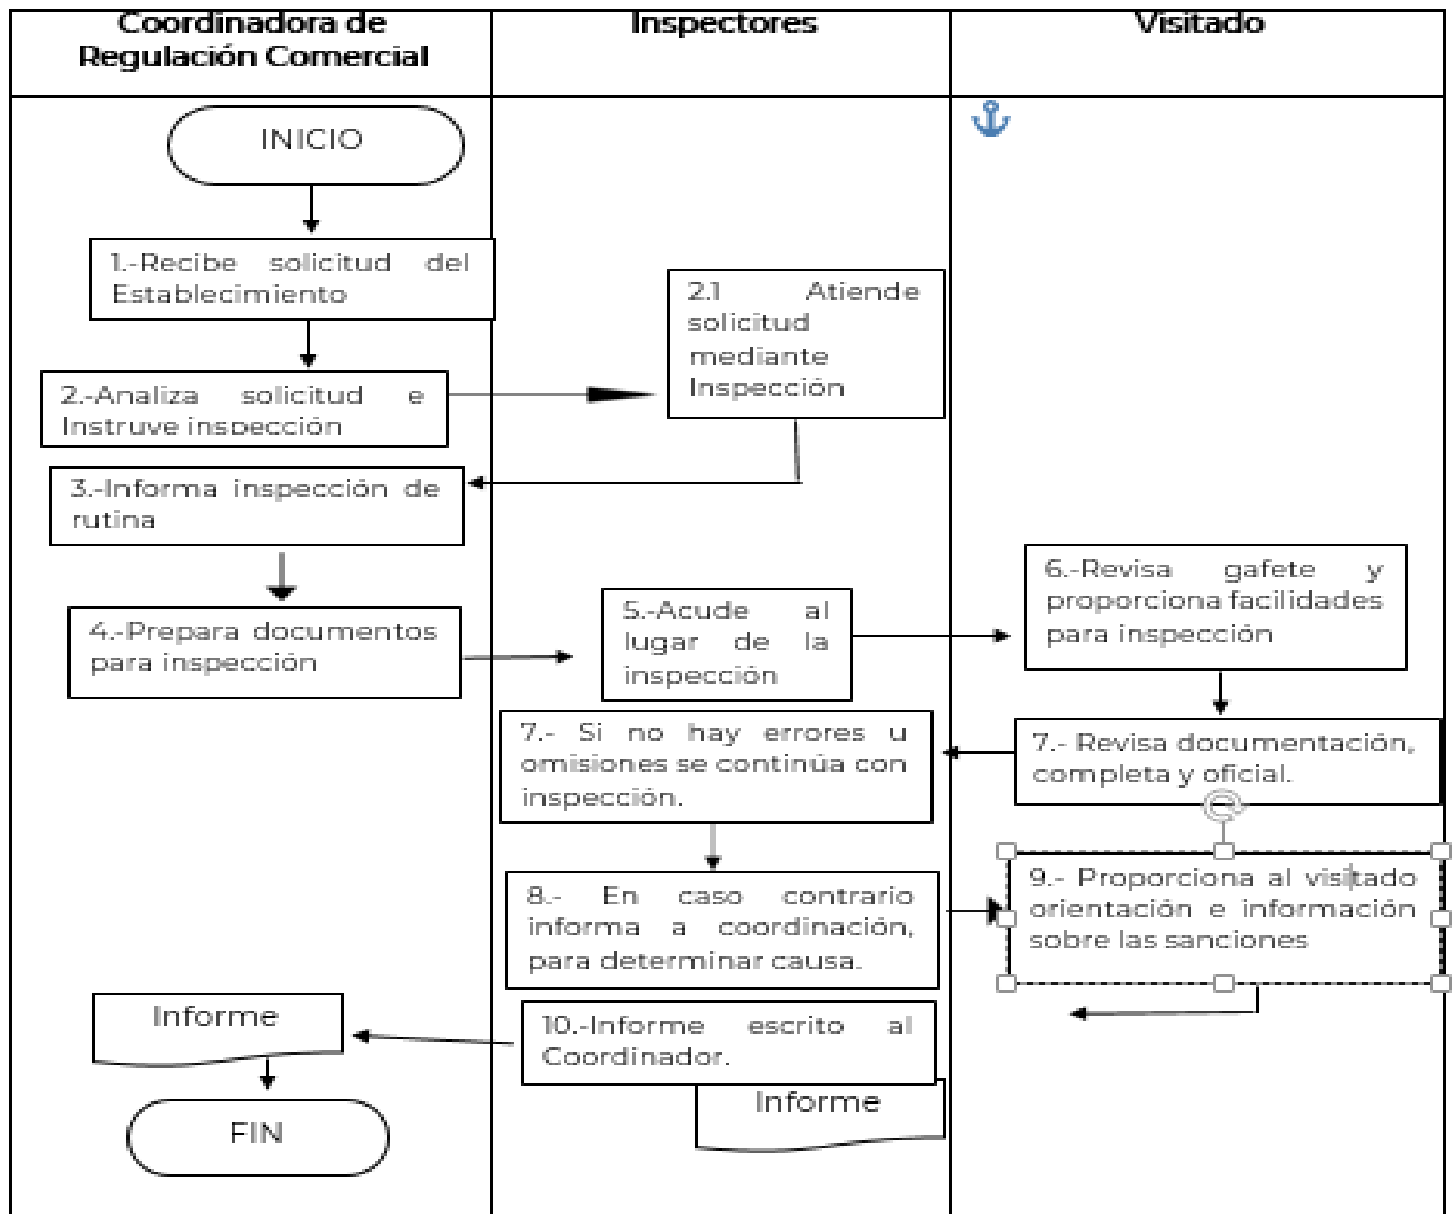 Coordinadora de
Regulación Comercial
Inspectores
Visitado
INICIO
1.-Recibe solicitud del
Establecimiento
2.-Analiza solicitud e
Instruye inspección
2.1 Atiende
solicitud
mediante
Inspección
3.-Informa inspección de
rutina
4.-Prepara documentos
para inspección
5.-Acude al
lugar de la
inspección
6.-Revisa gafete y
proporciona facilidades
para inspección
7.- Revisa documentación,
completa y oficial.
7.- Si no hay errores u
omisiones se continúa con
inspección.
8.- En caso contrario
informa a coordinación,
para determinar causa.
9.- Proporciona al visitado
orientación e información
sobre las sanciones
10.-Informe escrito al
Coordinador.
Informe
Informe
FIN